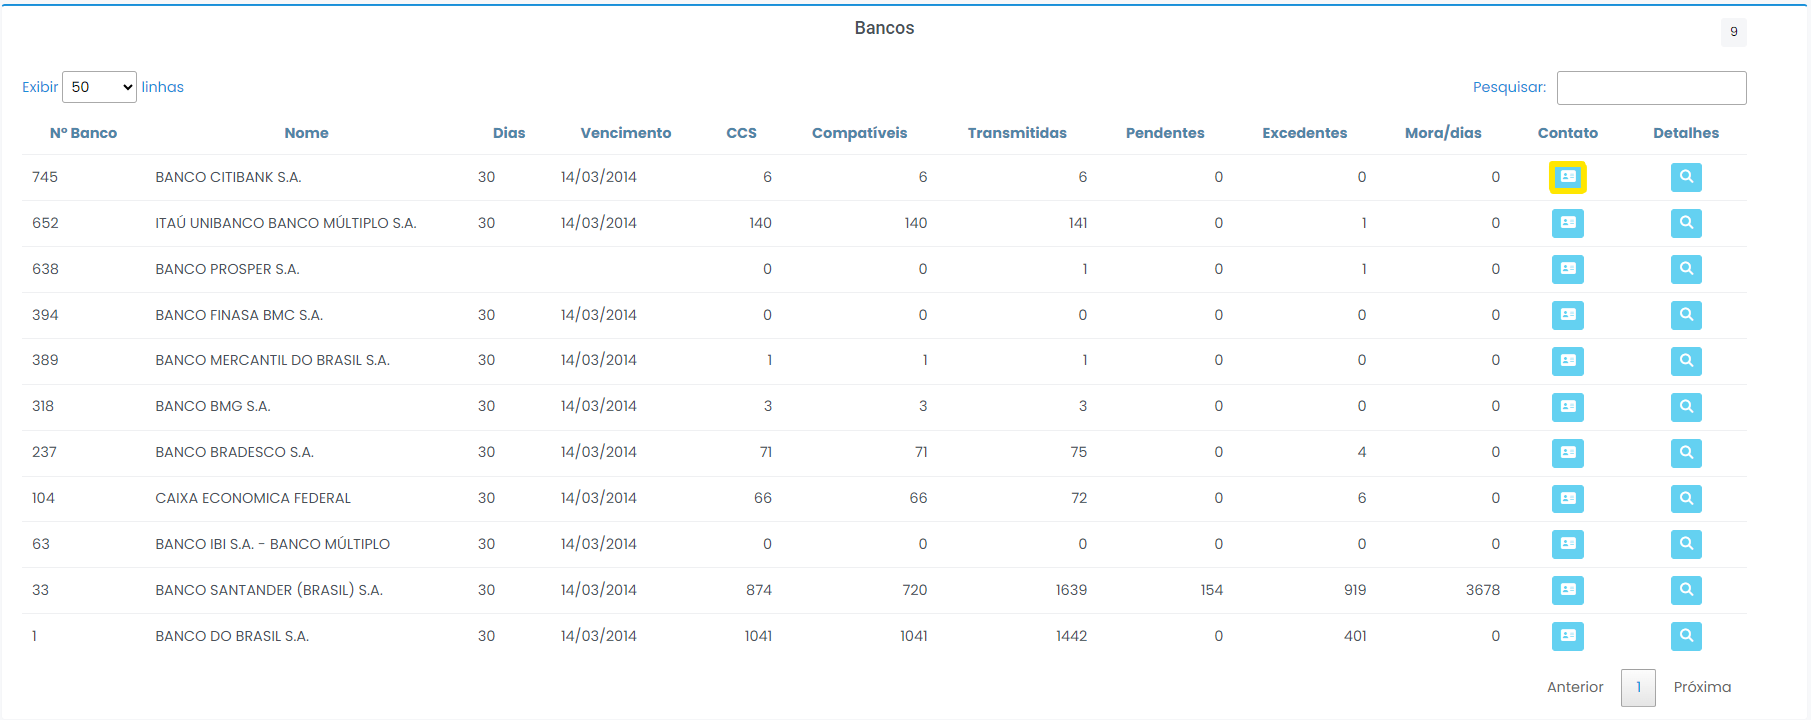 Bancos
9
Exibir 50 linhas Pesquisar:
Nº Banco Nome Dias Vencimento CCS Compatíveis Transmitidas Pendentes Excedentes Mora/dias Contato Detalhes
745 BANCO CITIBANK S.A. 30 14/03/2014 6 6 6 0 0 0
652 ITAÚ UNIBANCO BANCO MÚLTIPLO S.A. 30 14/03/2014 140 140 141 0 1 0
638 BANCO PROSPER S.A. 0 0 1 0 1 0
394 BANCO FINASA BMC S.A. 30 14/03/2014 0 0 0 0 0 0
389 BANCO MERCANTIL DO BRASIL S.A. 30 14/03/2014 1 1 1 0 0 0
318 BANCO BMG S.A. 30 14/03/2014 3 3 3 0 0 0
237 BANCO BRADESCO S.A. 30 14/03/2014 71 71 75 0 4 0
104 CAIXA ECONOMICA FEDERAL 30 14/03/2014 66 66 72 0 6 0
63 BANCO IBI S.A. - BANCO MÚLTIPLO 30 14/03/2014 0 0 0 0 0 0
33 BANCO SANTANDER (BRASIL) S.A. 30 14/03/2014 874 720 1639 154 919 3678
1 BANCO DO BRASIL S.A. 30 14/03/2014 1041 1041 1442 0 401 0
Anterior 1 Próxima